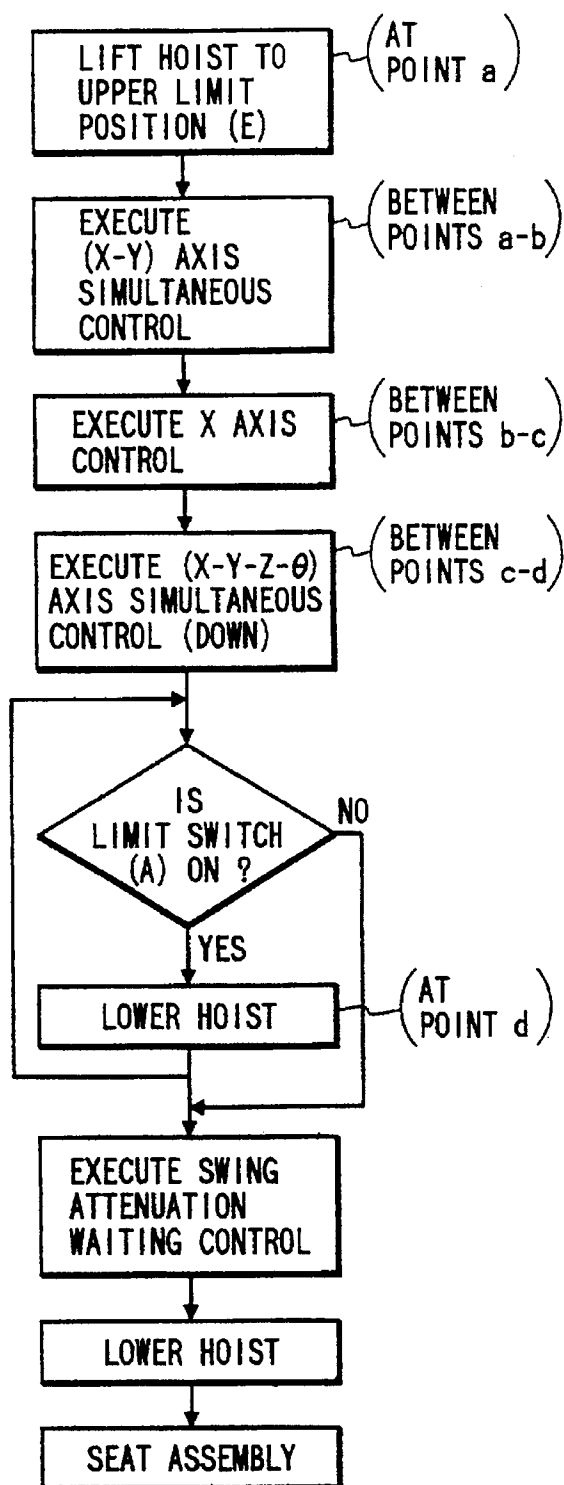 LIFT HOIST TO
UPPER LIMIT
POSITION (E)
(AT
POINT a)
EXECUTE
(X-Y) AXIS
SIMULTANEOUS
CONTROL
(BETWEEN
POINTS a-b)
EXECUTE X AXIS
CONTROL
(BETWEEN
POINTS b-c)
EXECUTE (X-Y-Z-θ)
AXIS SIMULTANEOUS
CONTROL (DOWN)
(BETWEEN
POINTS c-d)
IS
LIMIT SWITCH
(A) ON ?
NO
YES
LOWER HOIST
(AT
POINT d)
EXECUTE SWING
ATTENUATION
WAITING CONTROL
LOWER HOIST
SEAT ASSEMBLY